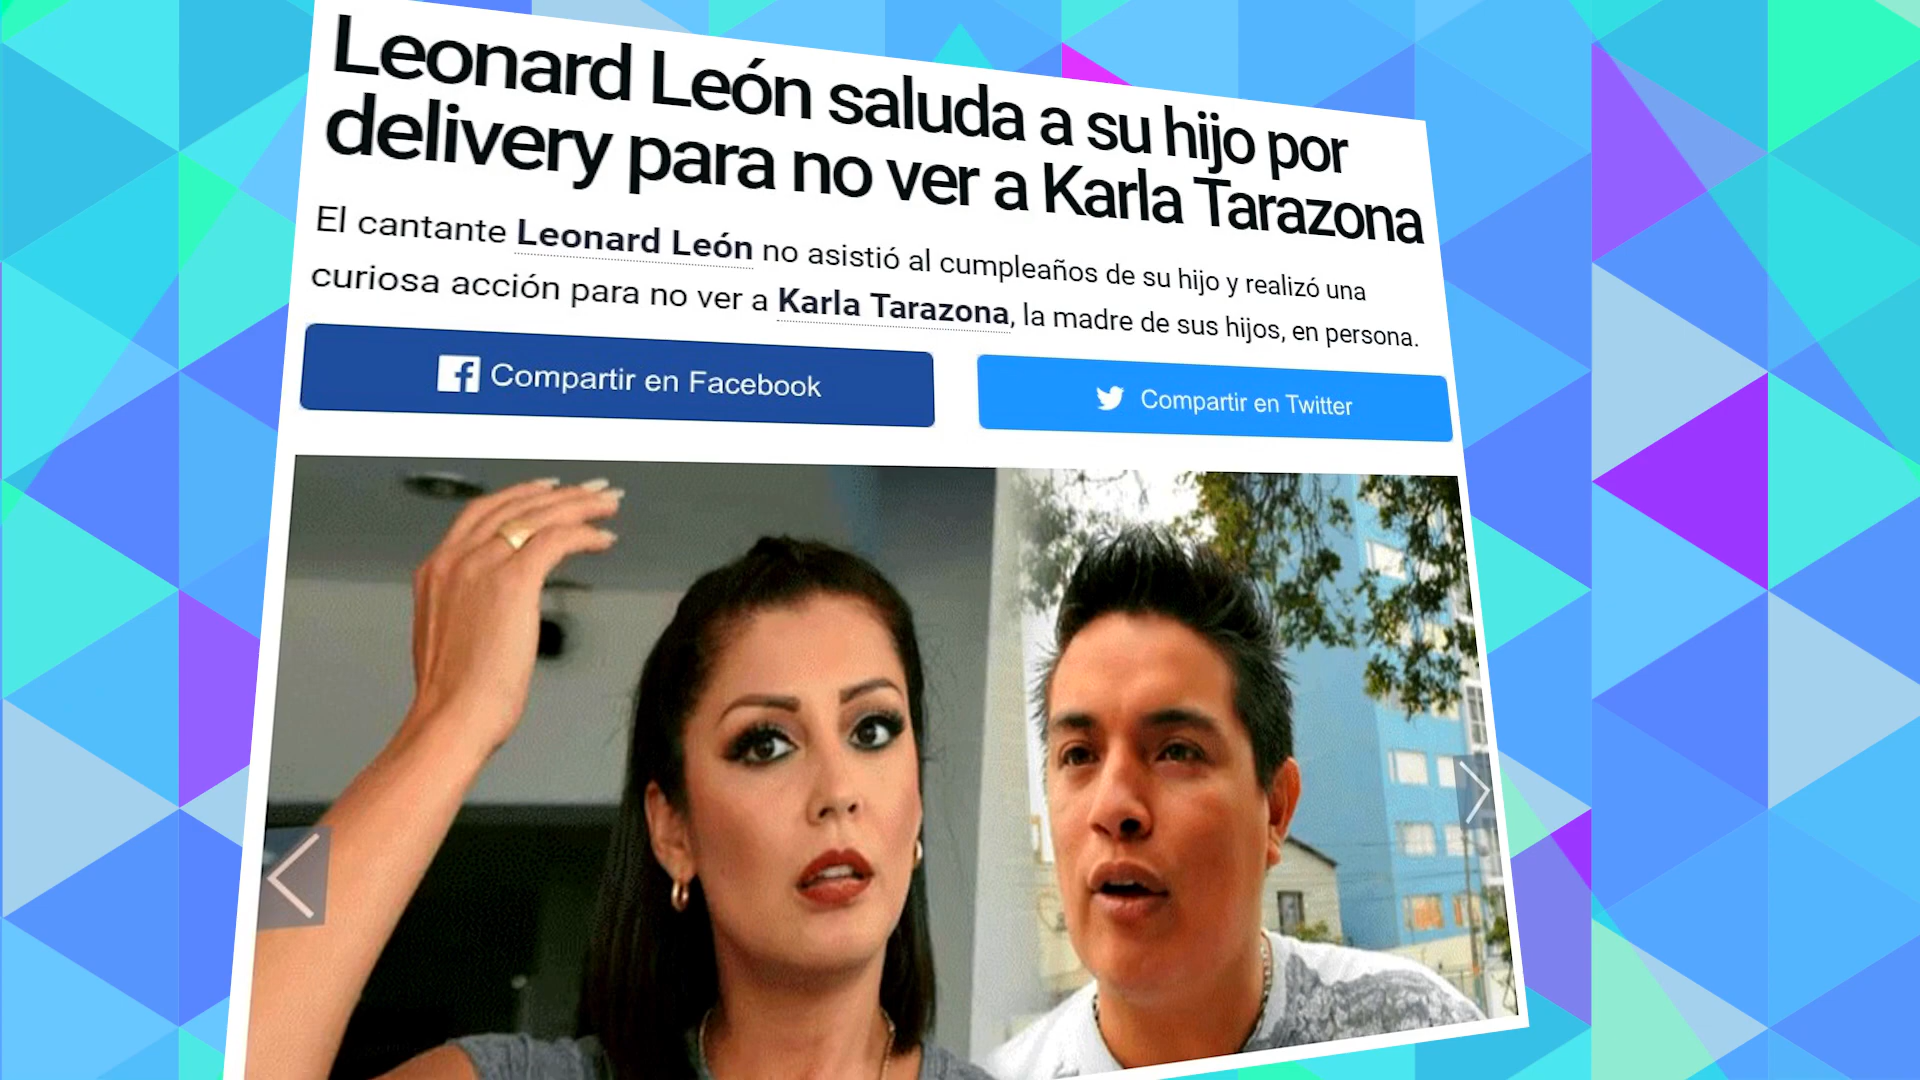 Leonard León saluda a su hijo por
delivery para no ver a Karla Tarazona
El cantante Leonard León no asistió al cumpleaños de su hijo y realizó una
curiosa acción para no ver a Karla Tarazona, la madre de sus hijos, en persona.
Compartir en Facebook
Compartir en Twitter